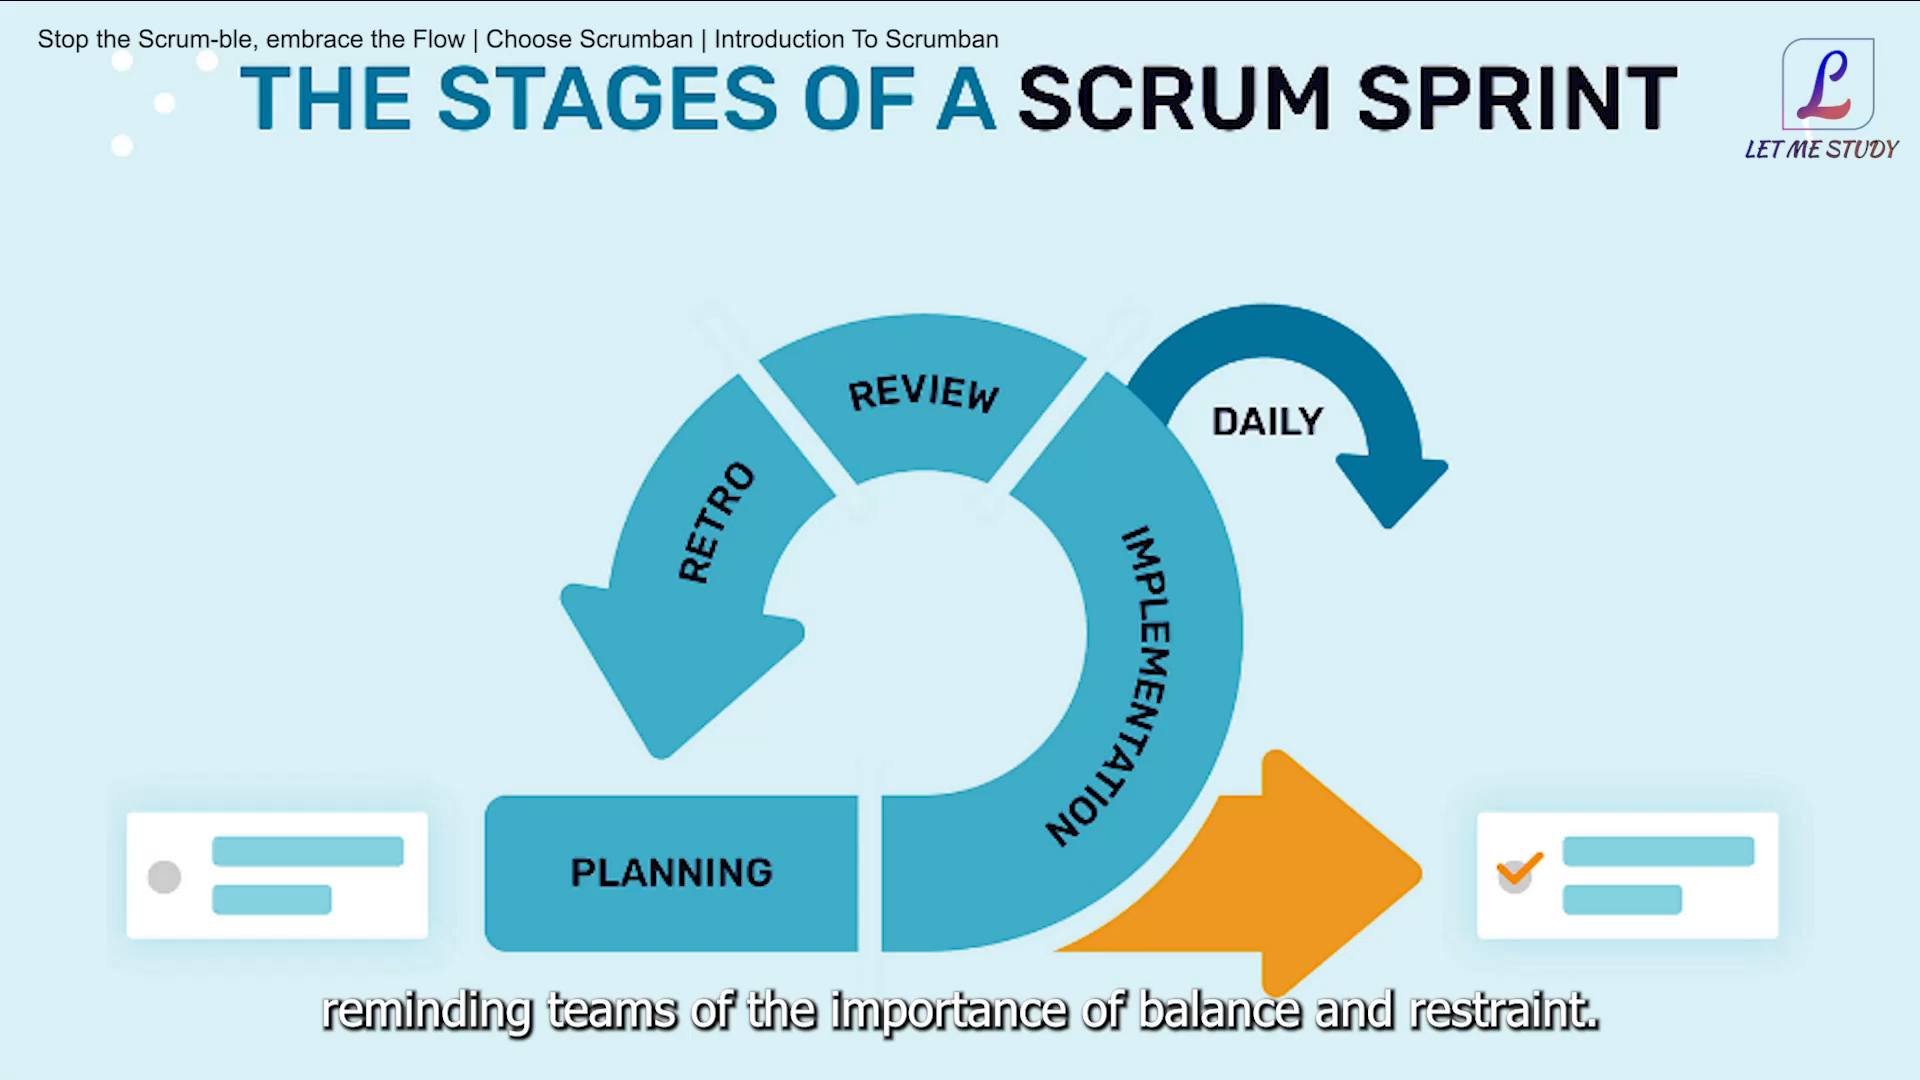 Stop the Scrum-ble, embrace the Flow | Choose Scrumban | Introduction To Scrumban
THE STAGES OF A SCRUM SPRINT
L
LET ME STUDY
REVIEW
DAILY
RETRO
IMPLEMENTATION
PLANNING
reminding teams of the importance of balance and restraint.